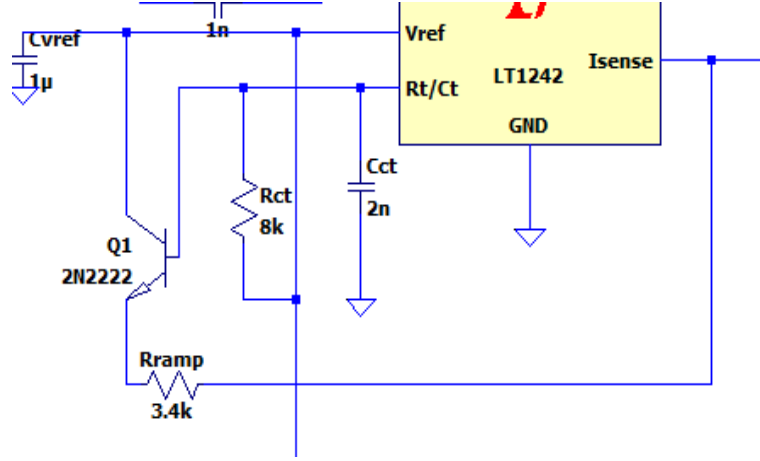 Cvref
1n
Vref
1µ
Isense
LT1242
Rt/Ct
GND
Cct
Rct
2n
8k
Q1
2N2222
Rramp
3.4k